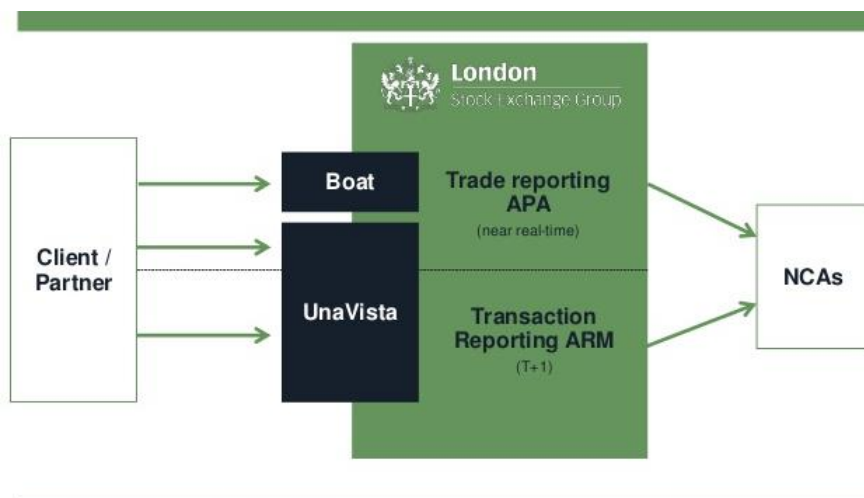 London
Stock Exchange Group
Boat
Trade reporting
APA
(near real-time)
Client /
Partner
UnaVista
Transaction
Reporting ARM
(T+1)
NCAs